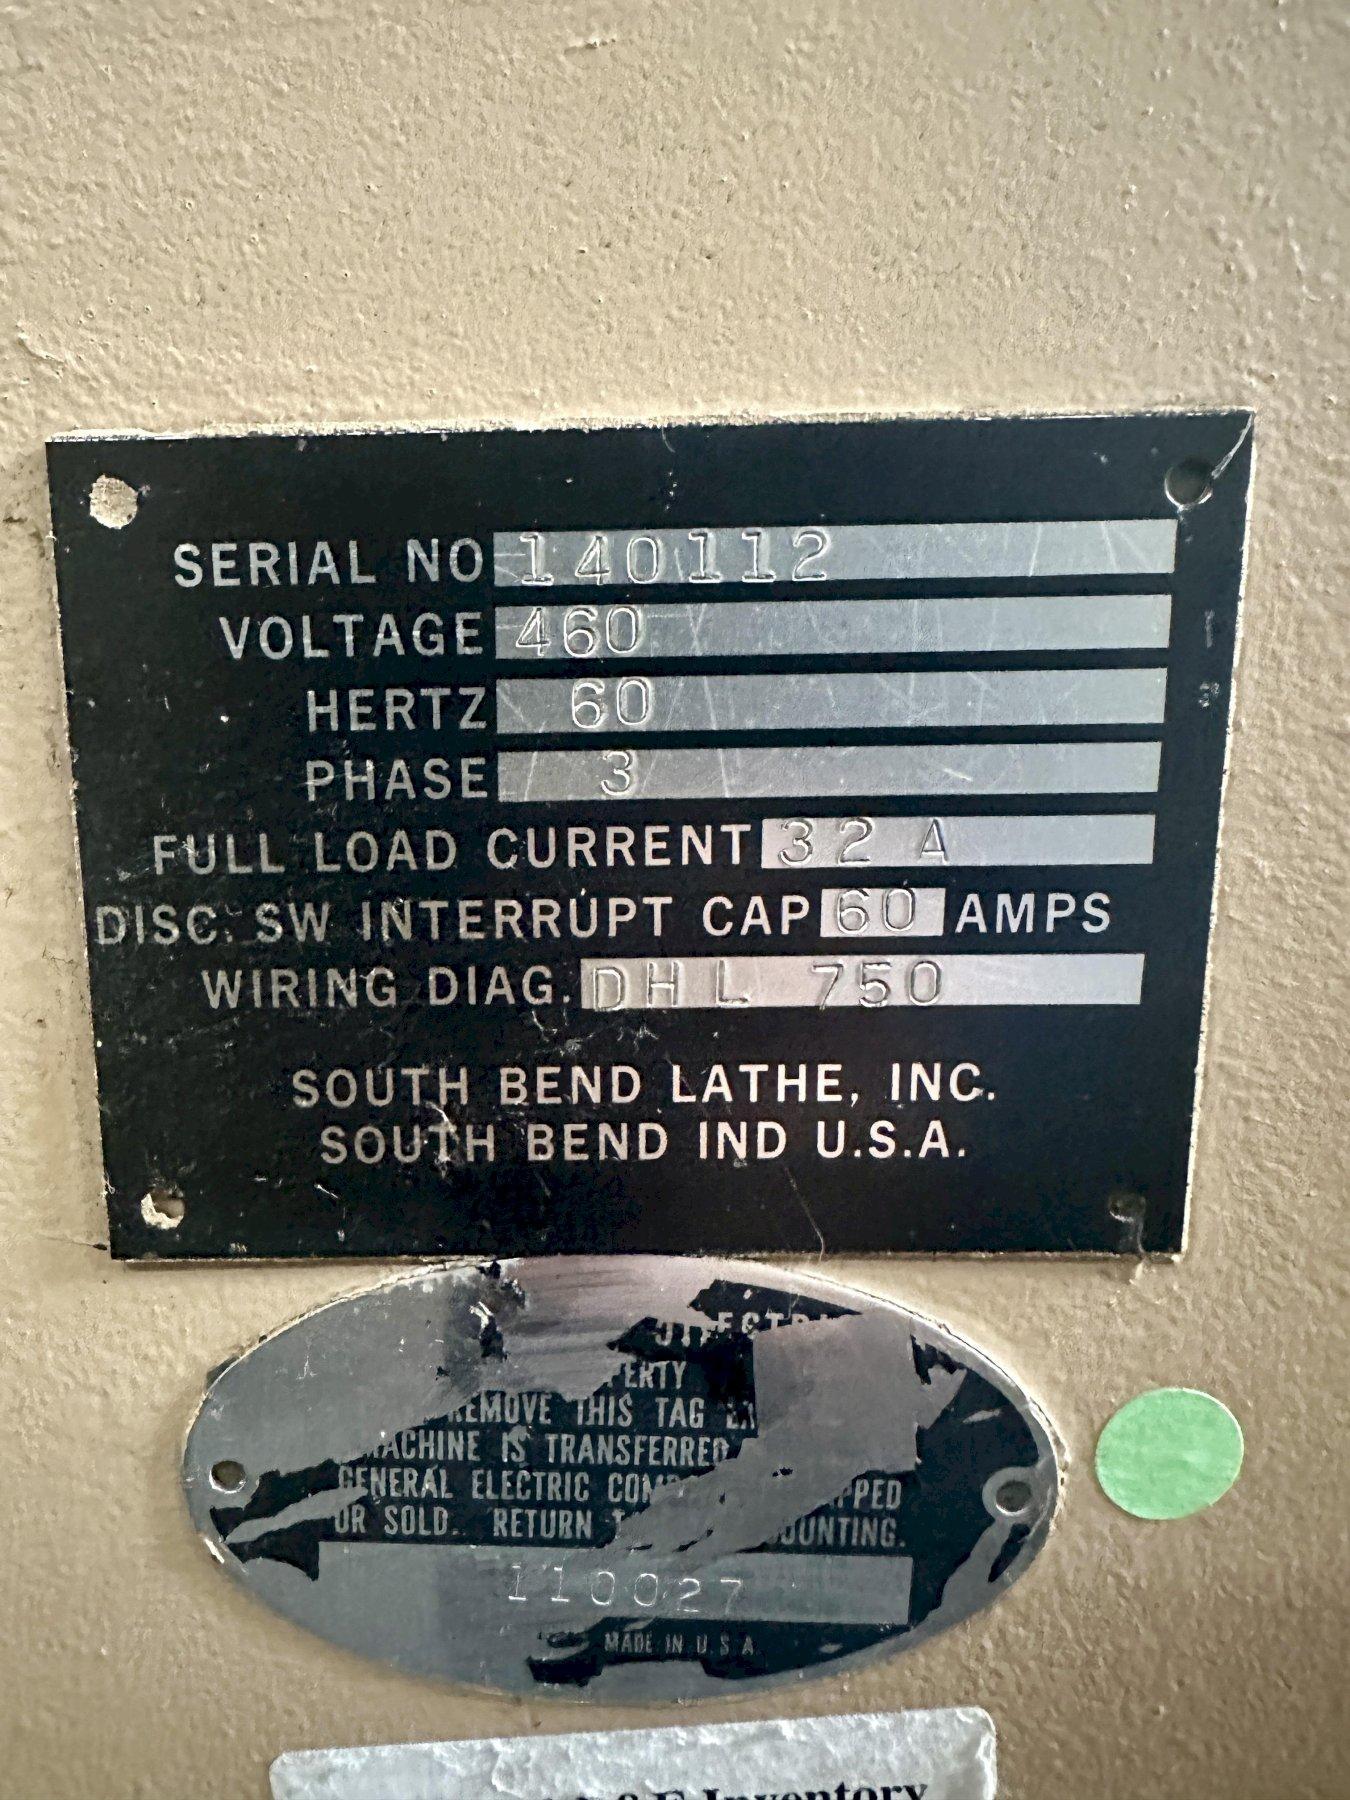 SERIAL NO 140112
VOLTAGE 460
HERTZ 60
PHASE 3
FULL LOAD CURRENT 32 A
DISC. SW INTERRUPT CAP 60 AMPS
WIRING DIAG. DHL 750
SOUTH BEND LATHE, INC.
SOUTH BEND IND U.S.A.
REMOVE THIS TAG
MACHINE IS TRANSFERRED
GENERAL ELECTRIC
OR SOLD. RETURN
110027
MADE IN U.S.A.
Inventory